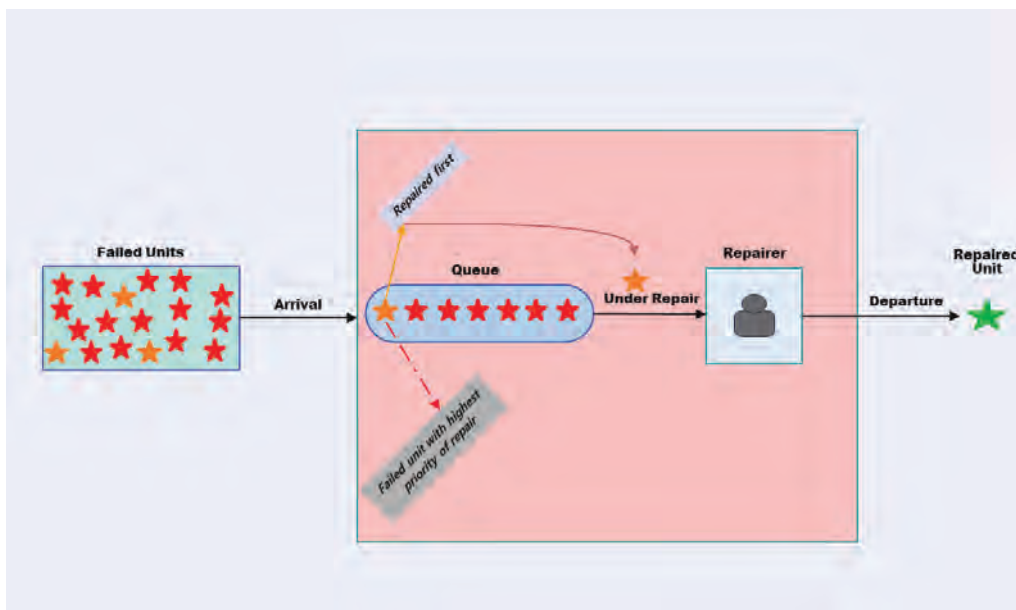 Repaired first
Failed Units
Queue
Repairer
Repaired
Unit
Arrival
Under Repair
Departure
Failed unit with highest
priority of repair